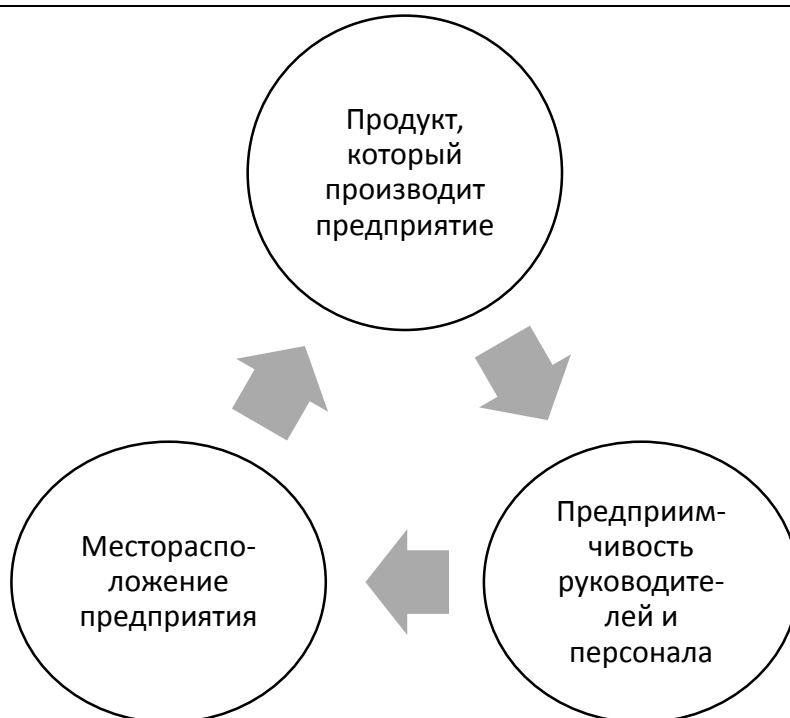 Продукт,
который
производит
предприятие
Месторaспо-
ложение
предприятия
Предприим-
чивость
руководите-
лей и
персонала